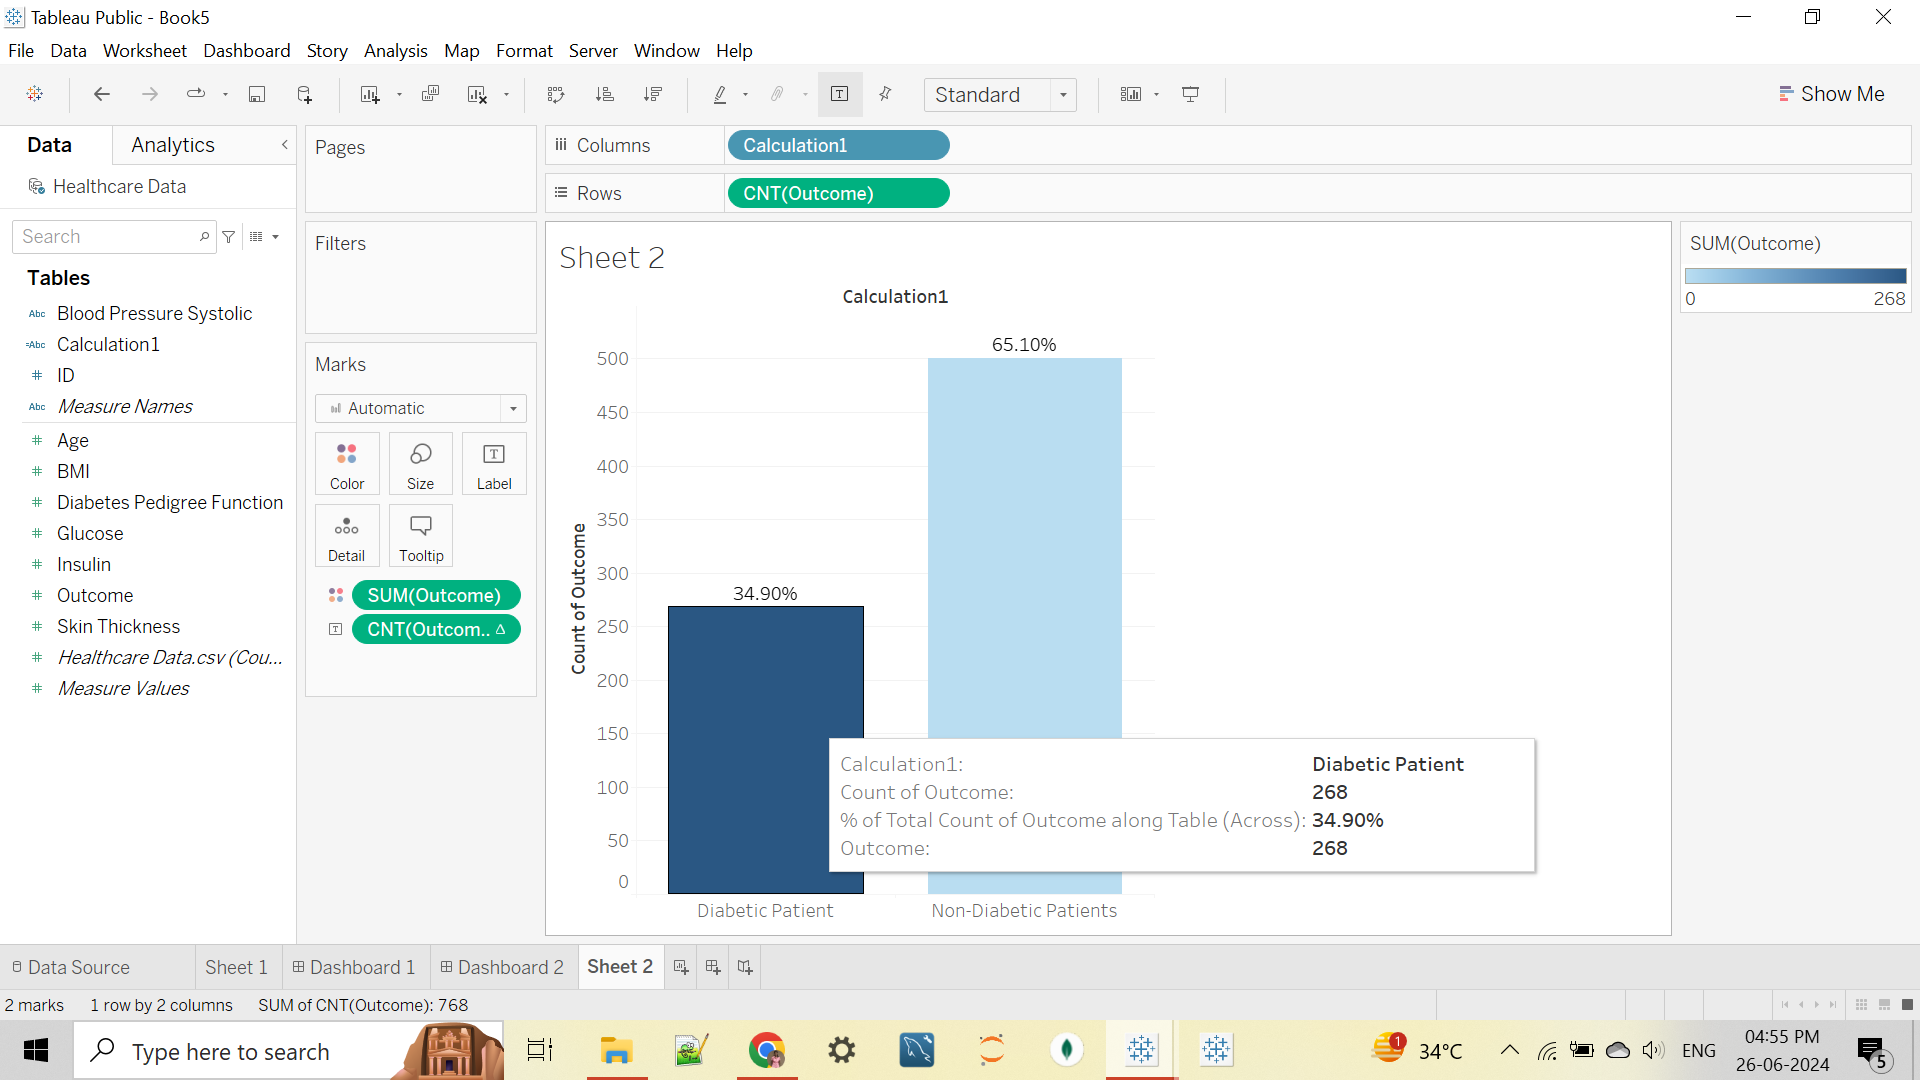 Tableau Public - Book5
File Data Worksheet Dashboard Story Analysis Map Format Server Window Help
Standard
Show Me
Data
Analytics
Healthcare Data
Search
Tables
Abc Blood Pressure Systolic
=Abc Calculation1
# ID
Abc Measure Names
# Age
# BMI
# Diabetes Pedigree Function
# Glucose
# Insulin
# Outcome
# Skin Thickness
# Healthcare Data.csv (Cou...
# Measure Values
Pages
Filters
Marks
Automatic
Color
Size
T
Label
Detail
Tooltip
SUM(Outcome)
T
CNT(Outcom.. Δ
Columns
Calculation1
Rows
CNT(Outcome)
Sheet 2
Calculation1
Count of Outcome
500
450
400
350
300
250
200
150
100
50
0
34.90%
65.10%
Diabetic Patient
Non-Diabetic Patients
Calculation1: Diabetic Patient
Count of Outcome: 268
% of Total Count of Outcome along Table (Across): 34.90%
Outcome: 268
SUM(Outcome)
0 268
Data Source
Sheet 1
Dashboard 1
Dashboard 2
Sheet 2
2 marks
1 row by 2 columns
SUM of CNT(Outcome): 768
Type here to search
1
34°C
ENG
04:55 PM
26-06-2024
5